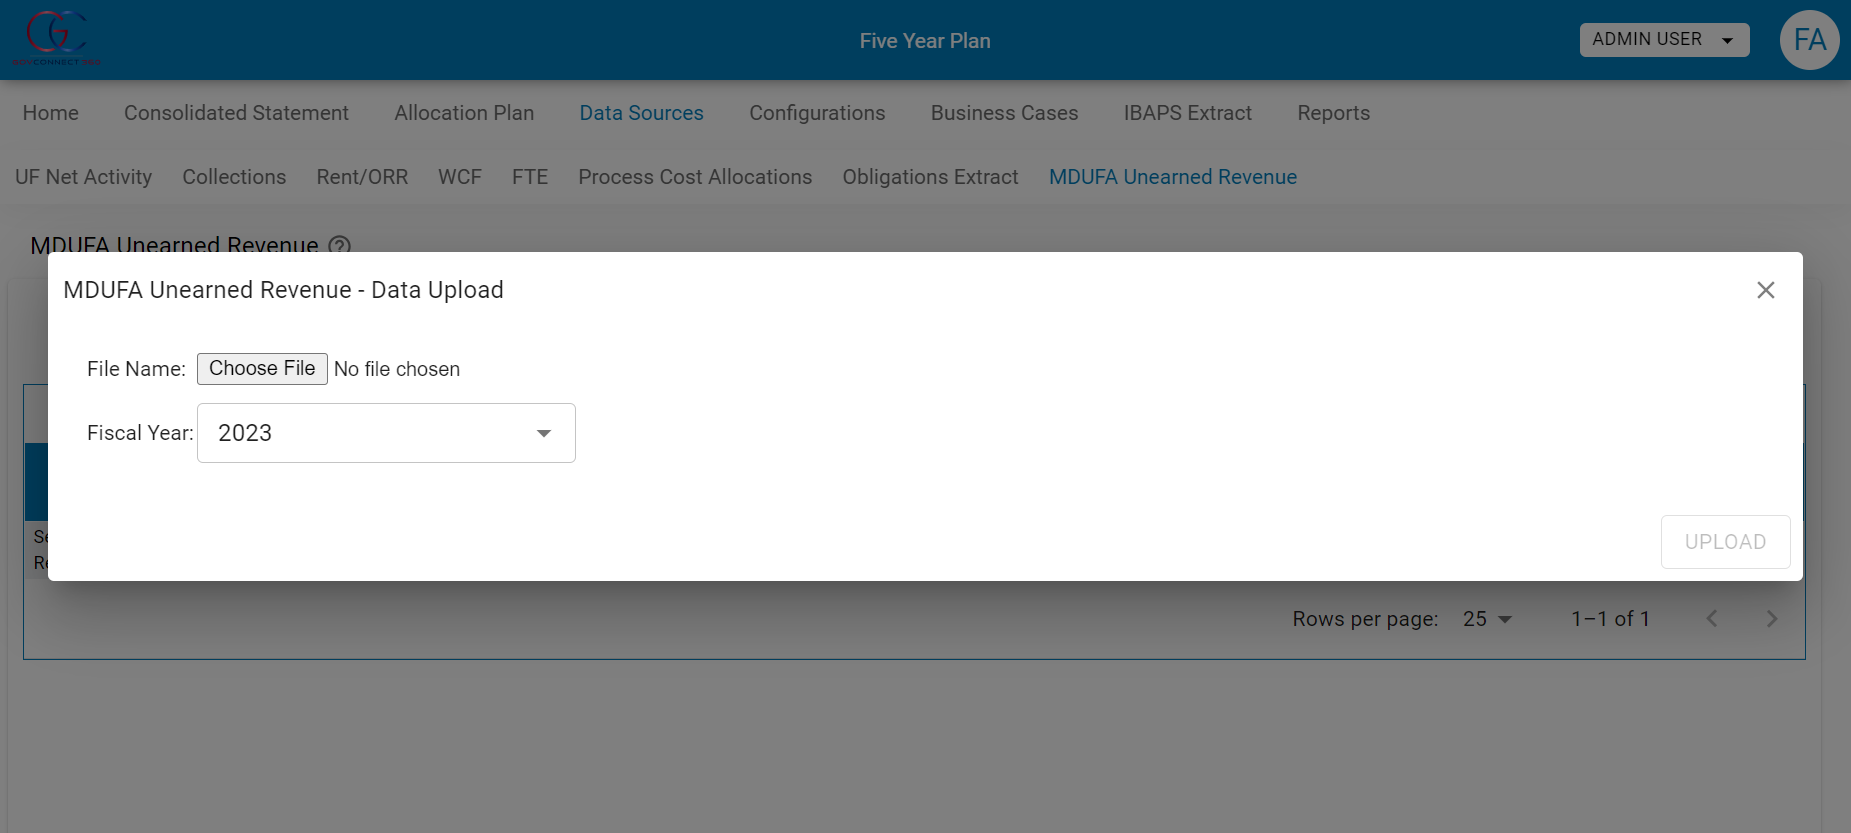 GOVCONNECT.PRO
Five Year Plan
ADMIN USER
FA
Home Consolidated Statement Allocation Plan Data Sources Configurations Business Cases IBAPS Extract Reports
UF Net Activity Collections Rent/ORR WCF FTE Process Cost Allocations Obligations Extract MDUFA Unearned Revenue
MDUFA Unearned Revenue ?
MDUFA Unearned Revenue - Data Upload
File Name: Choose File No file chosen
Fiscal Year: 2023
Se
Re
UPLOAD
Rows per page: 25 1–1 of 1